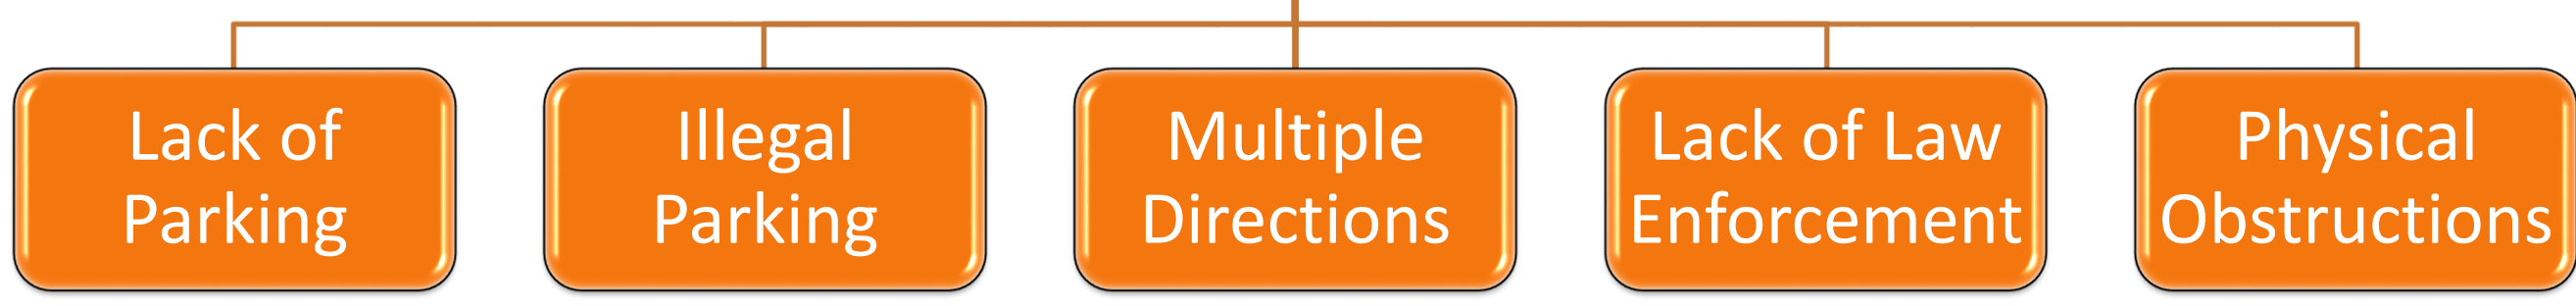 Lack of
Parking
Illegal
Parking
Multiple
Directions
Lack of Law
Enforcement
Physical
Obstructions